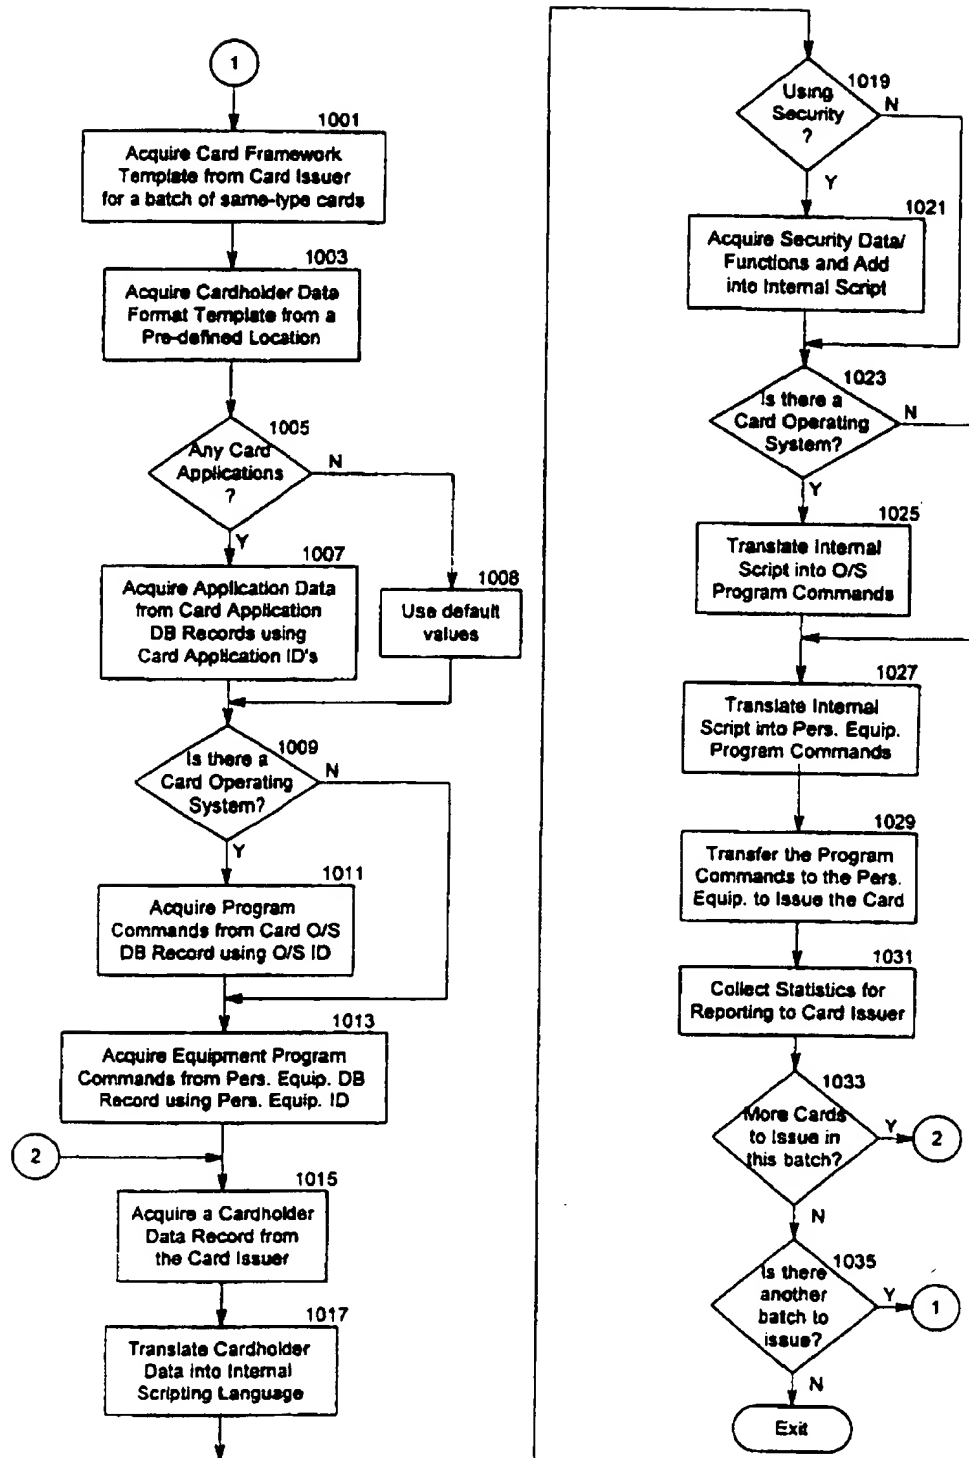 1
1001
Acquire Card Framework
Template from Card Issuer
for a batch of same-type cards
1003
Acquire Cardholder Data
Format Template from a
Pre-defined Location
1005
Any Card
Applications
?
N
Y
1007
Acquire Application Data
from Card Application
DB Records using
Card Application ID's
1008
Use default
values
1009
Is there a
Card Operating
System?
N
Y
1011
Acquire Program
Commands from Card O/S
DB Record using O/S ID
1013
Acquire Equipment Program
Commands from Pers. Equip. DB
Record using Pers. Equip. ID
2
1015
Acquire a Cardholder
Data Record from
the Card Issuer
1017
Translate Cardholder
Data into Internal
Scripting Language
1019
Using
Security
?
N
Y
1021
Acquire Security Data/
Functions and Add
into Internal Script
1023
Is there a
Card Operating
System?
N
Y
1025
Translate Internal
Script into O/S
Program Commands
1027
Translate Internal
Script into Pers. Equip.
Program Commands
1029
Transfer the Program
Commands to the Pers.
Equip. to Issue the Card
1031
Collect Statistics for
Reporting to Card Issuer
1033
More Cards
to Issue in
this batch?
Y
2
N
1035
Is there
another
batch to
issue?
Y
1
N
Exit